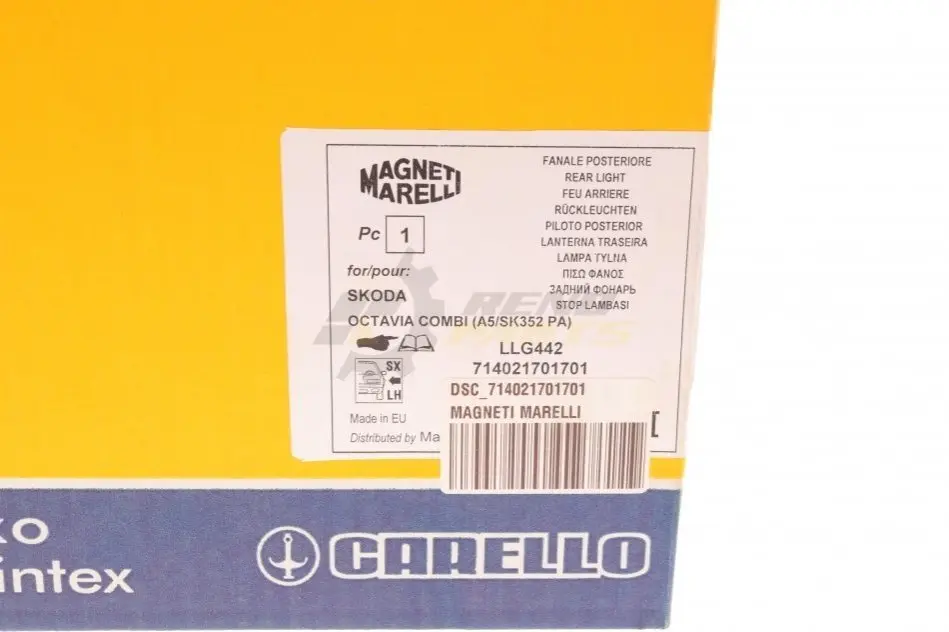 MAGNETI
MARELLI
Pc 1
for/pour:
SKODA
OCTAVIA COMBI (A5/SK352 PA)
FANALE POSTERIORE
REAR LIGHT
FEU ARRIERE
RÜCKLEUCHTEN
PILOTO POSTERIOR
LANTERNA TRASEIRA
LAMPA TYLNA
ΠΙΣΩ ΦΑΝΟΣ
ЗАДНИЙ ФОНАРЬ
STOP LAMBASI
LLG442
714021701701
SX
LH
Made in EU
Distributed by Ma
DSC_714021701701
MAGNETI MARELLI
CARELLO
intex